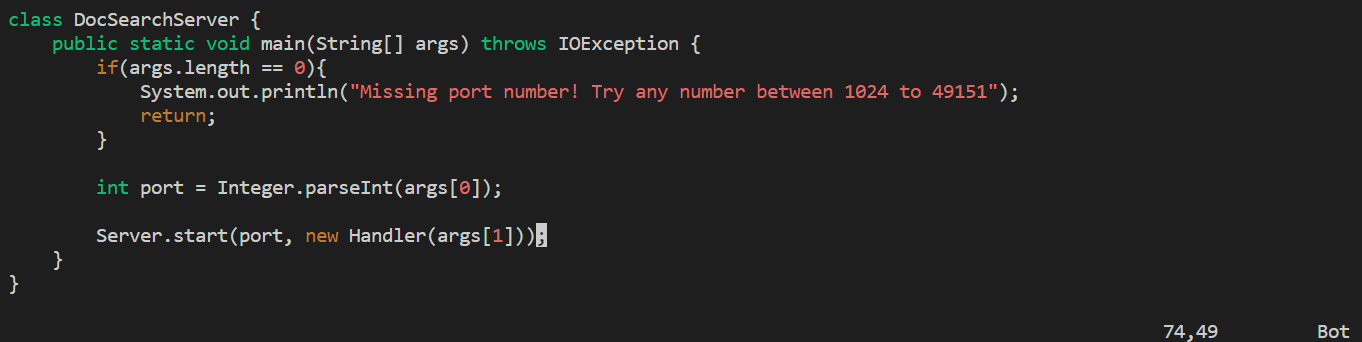 class DocSearchServer {
    public static void main(String[] args) throws IOException {
        if(args.length == 0){
            System.out.println("Missing port number! Try any number between 1024 to 49151");
            return;
        }

        int port = Integer.parseInt(args[0]);

        Server.start(port, new Handler(args[1]));
    }
}
74,49 Bot